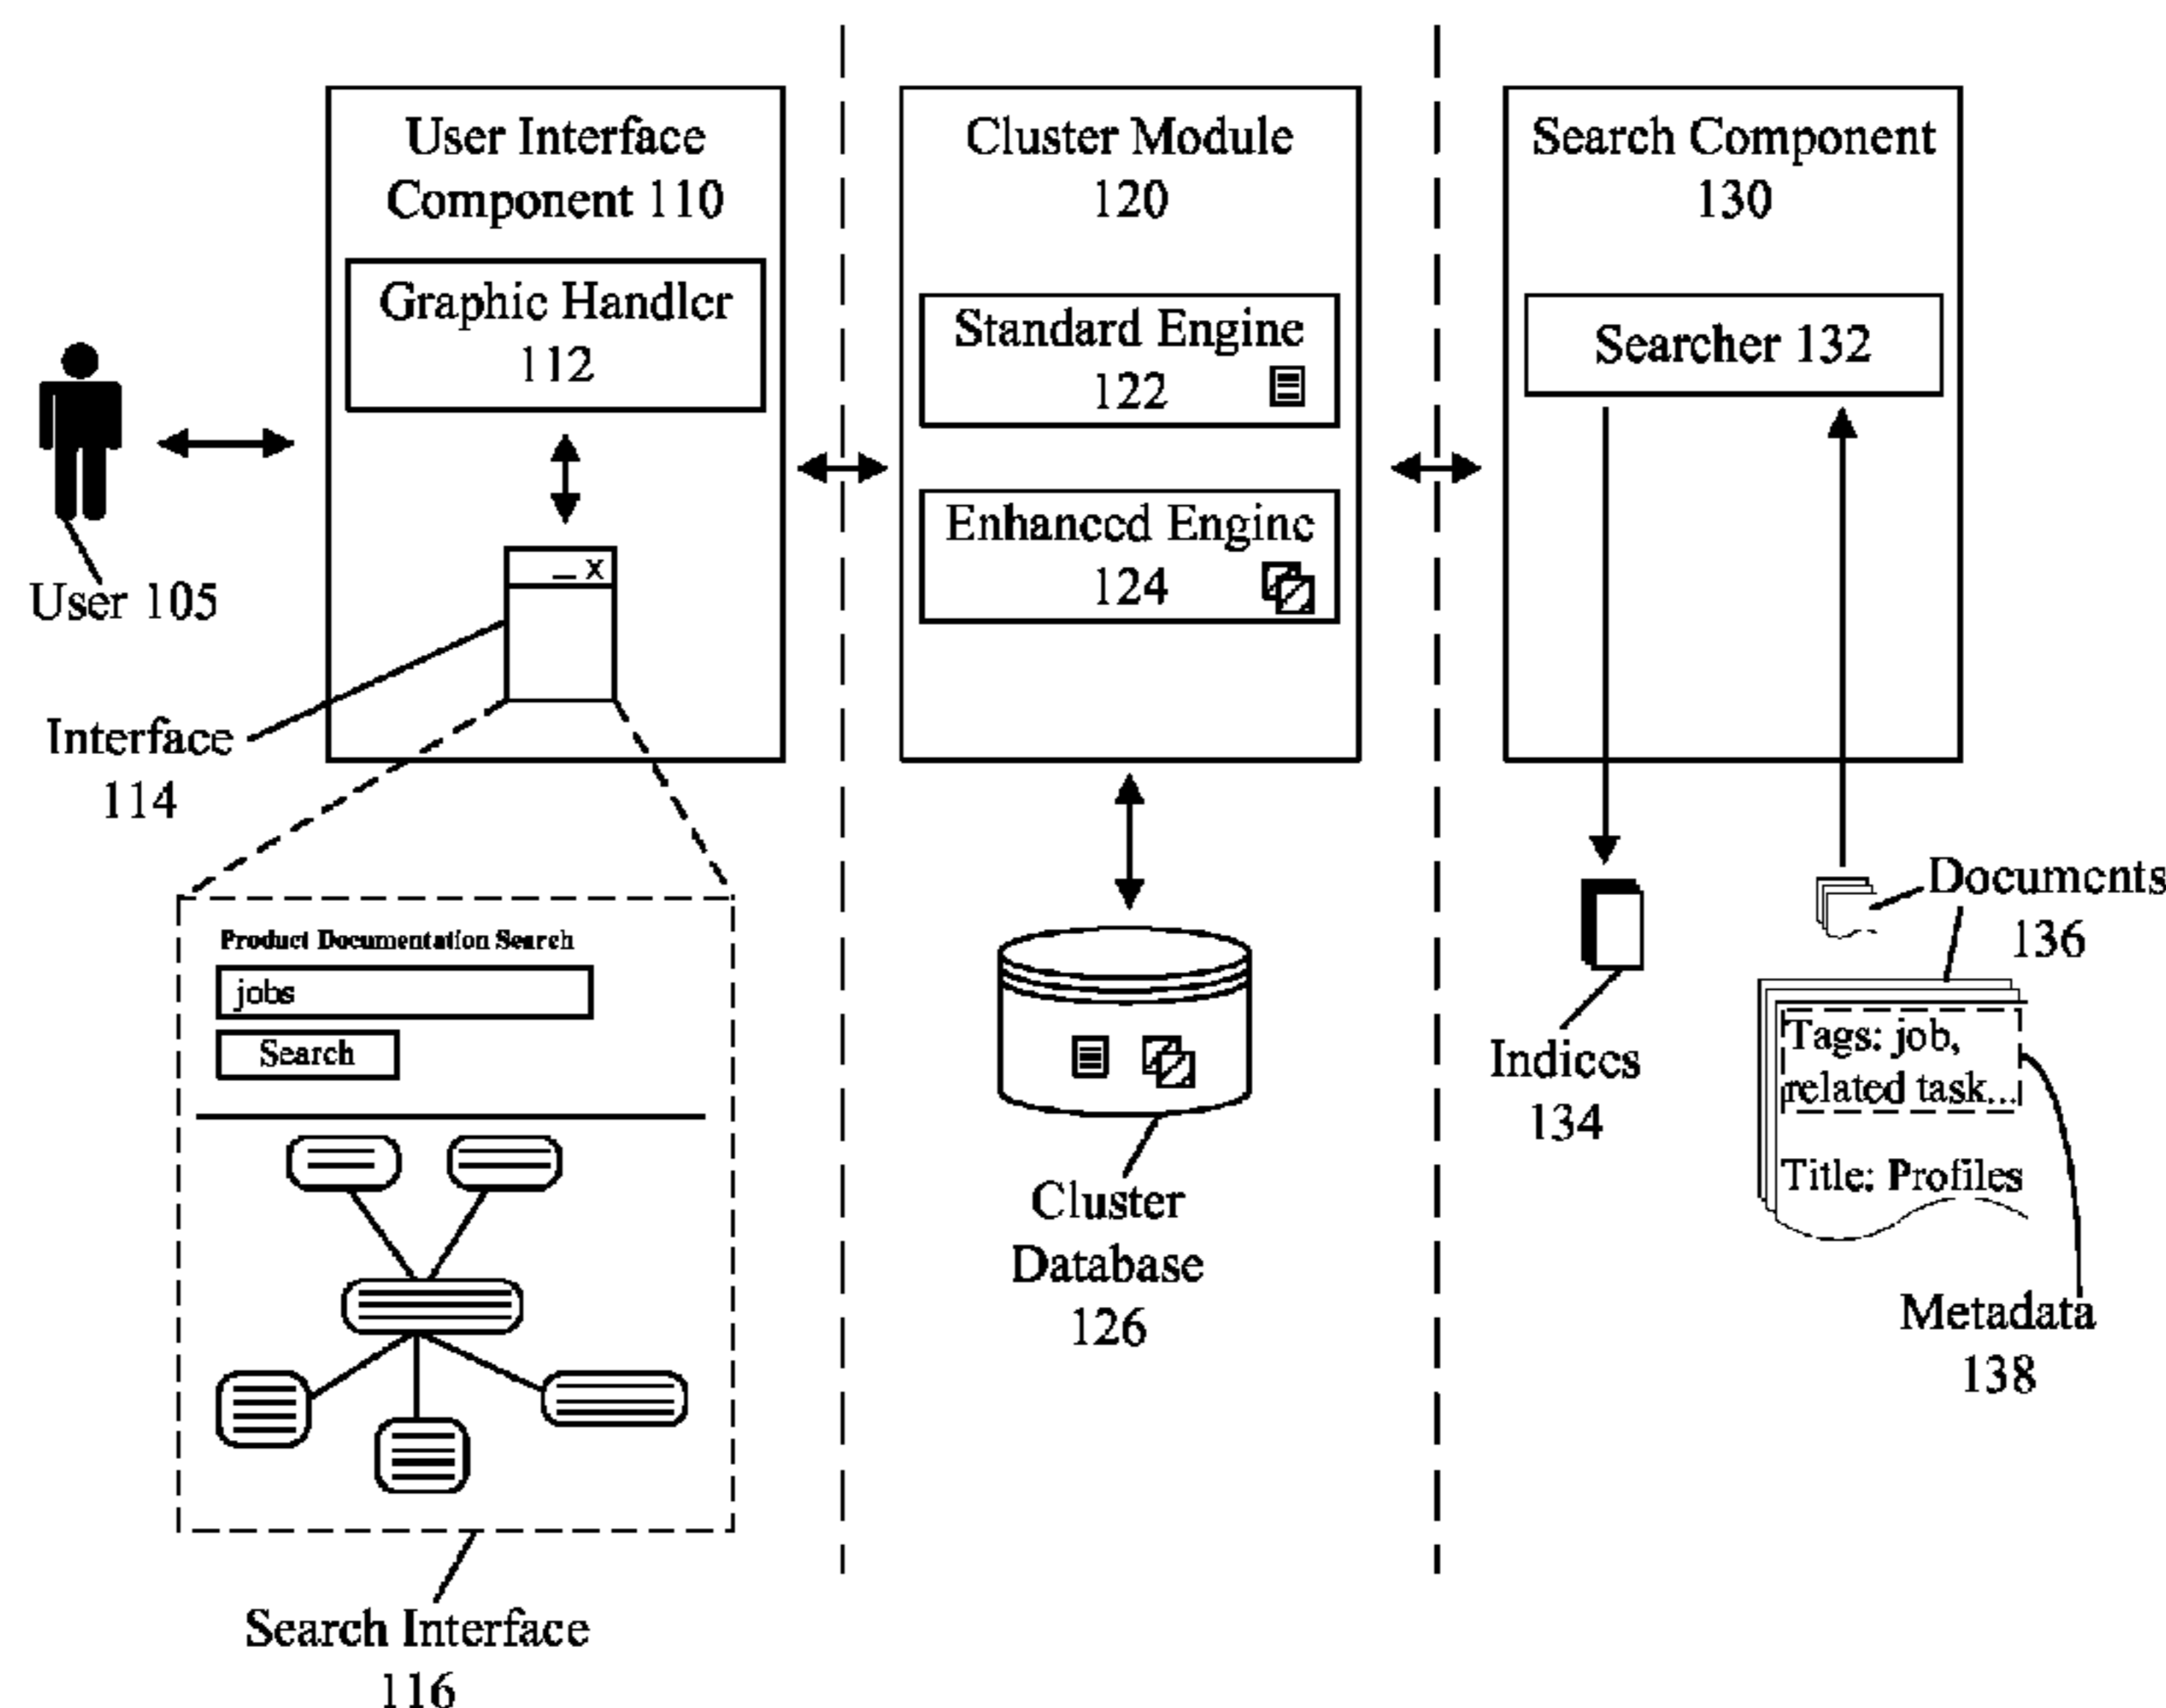 User Interface
Component 110
Graphic Handler
112
User 105
_ x
Interface
114
Product Documentation Search
jobs
Search
Search Interface
116
Cluster Module
120
Standard Engine
122
Enhanced Engine
124
Cluster
Database
126
Search Component
130
Searcher 132
Indices
134
Documents
136
Tags: job,
related task...
Title: Profiles
Metadata
138